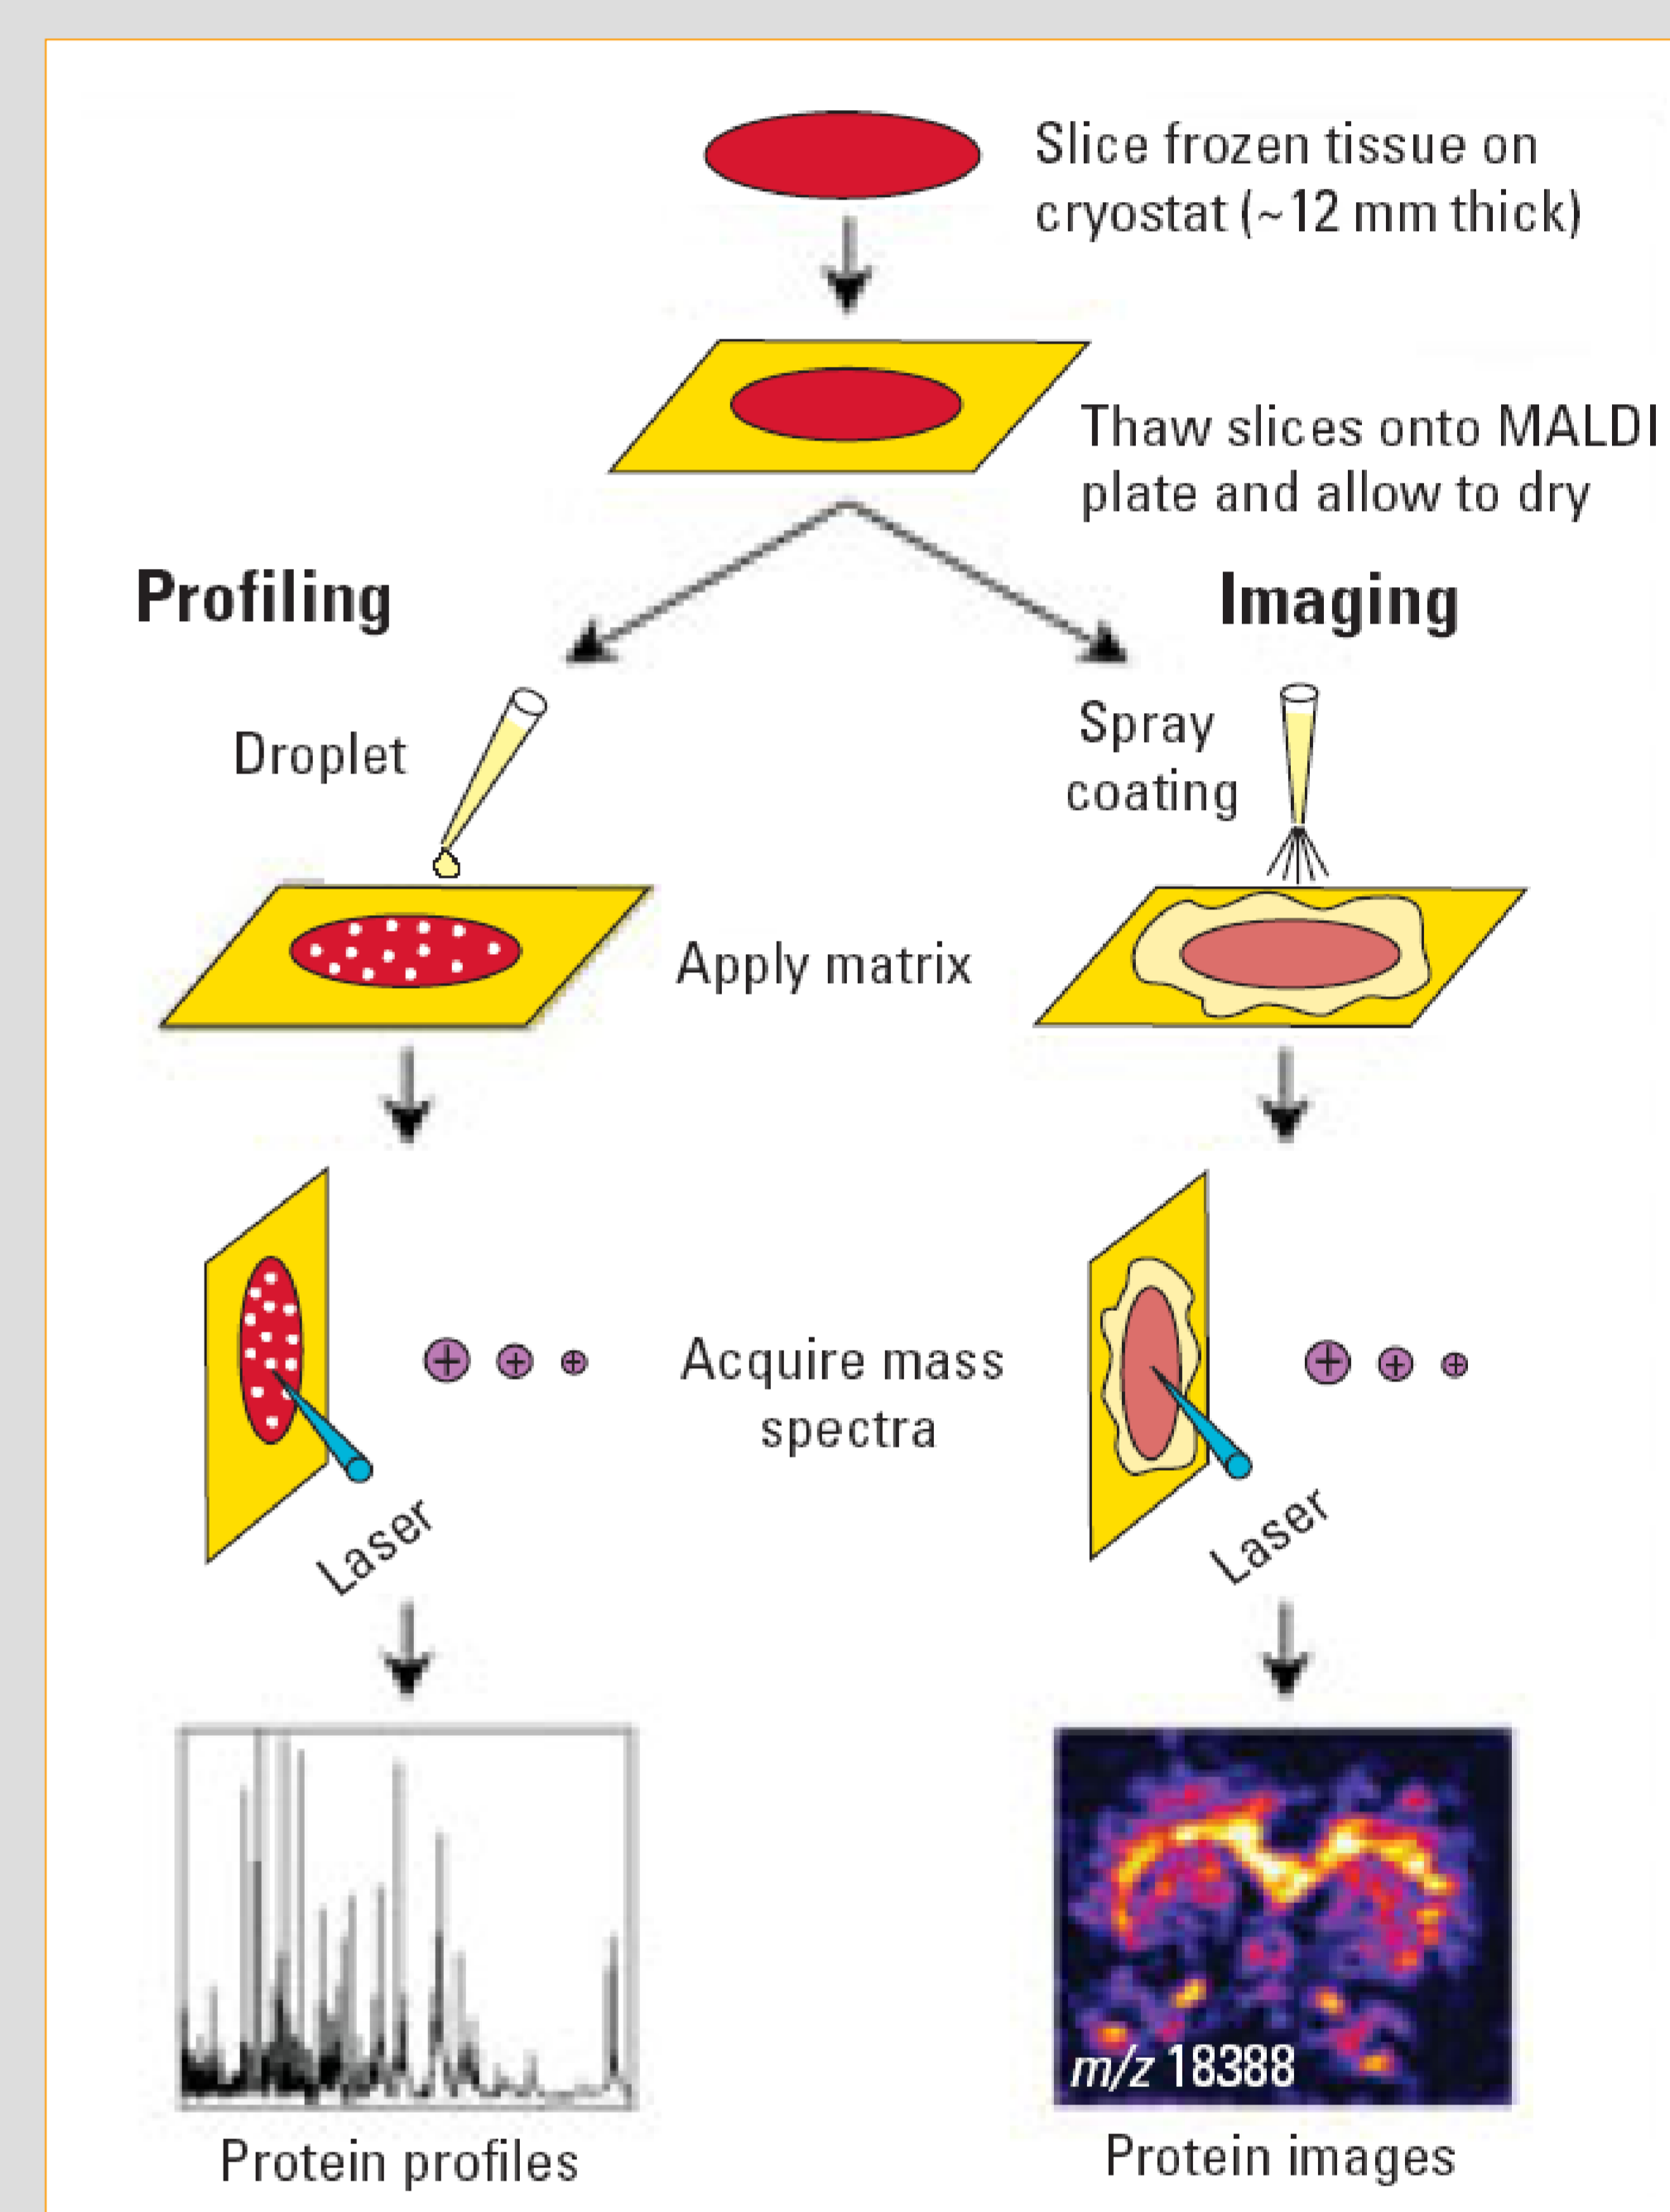 Slice frozen tissue on
cryostat (~12 mm thick)
Thaw slices onto MALDI
plate and allow to dry
Profiling
Imaging
Droplet
Spray
coating
Apply matrix
Acquire mass
spectra
Laser
Laser
m/z 18388
Protein profiles
Protein images